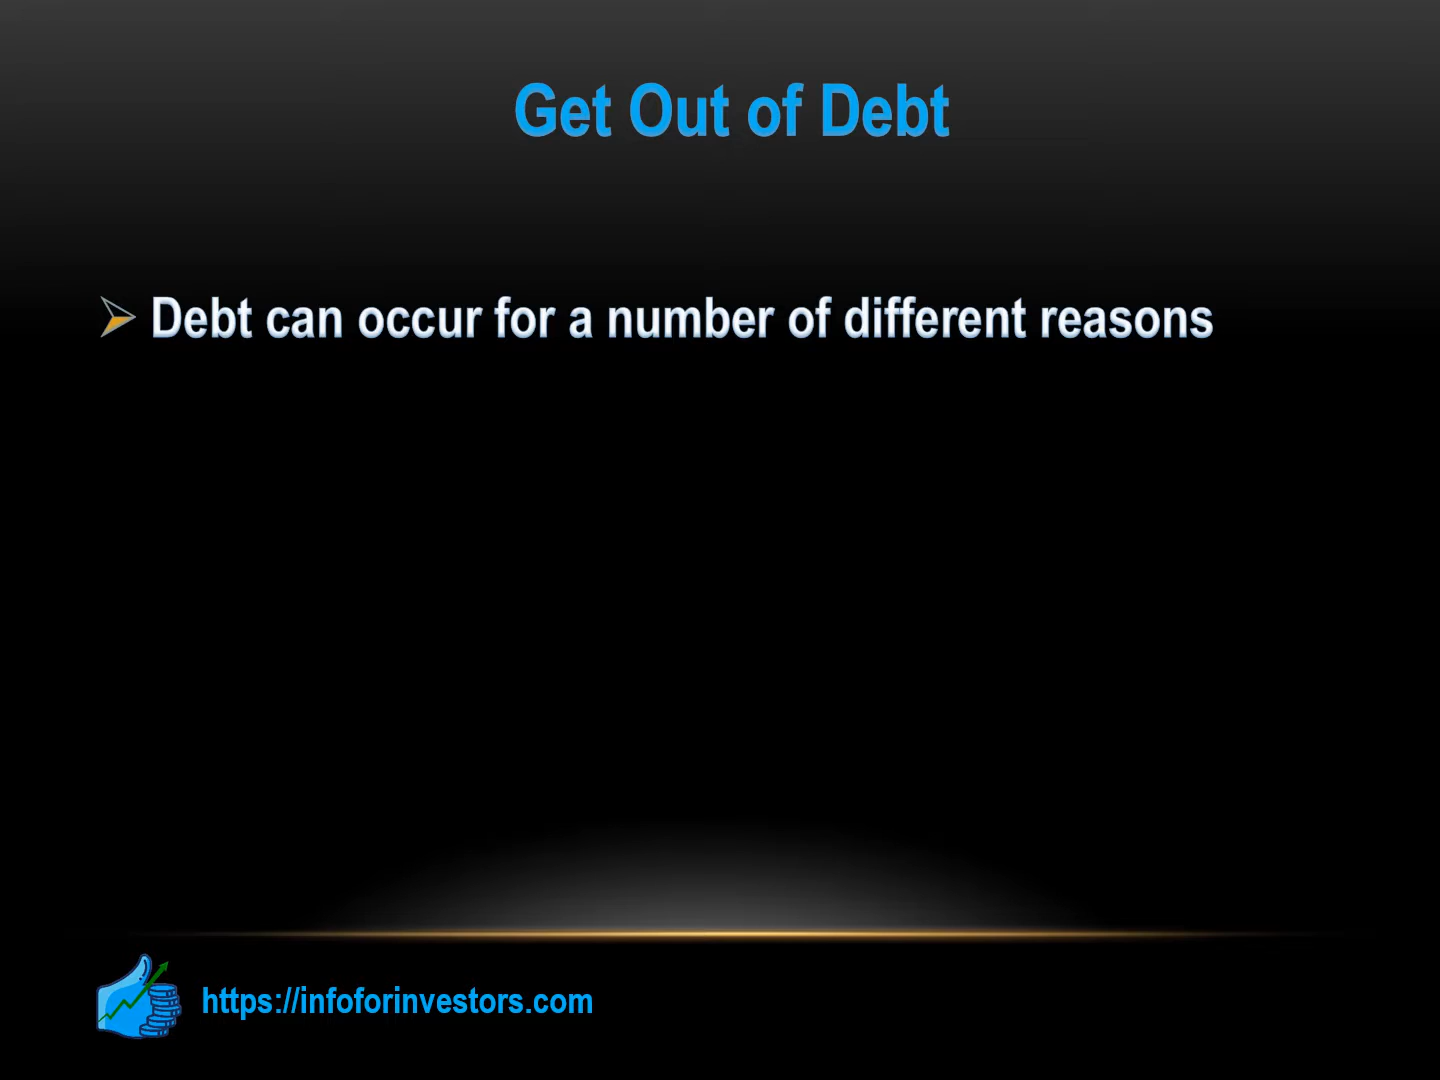 Get Out of Debt
Debt can occur for a number of different reasons
https://infoforinvestors.com